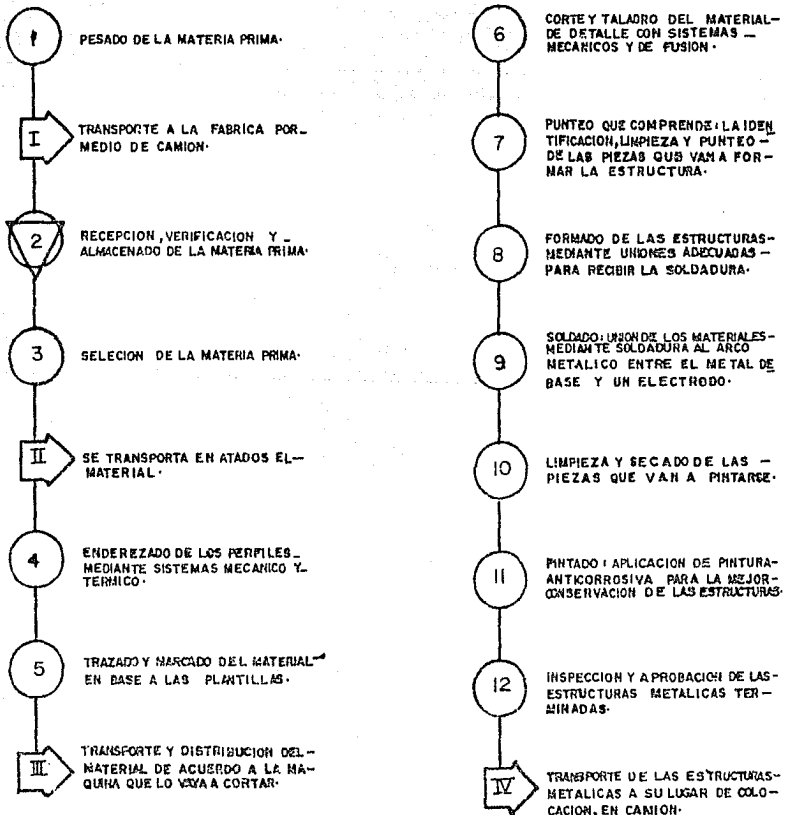 1
PESADO DE LA MATERIA PRIMA.
I
TRANSPORTE A LA FABRICA POR_
MEDIO DE CAMION.
2
RECEPCION, VERIFICACION Y_
ALMACENADO DE LA MATERIA PRIMA.
3
SELECION DE LA MATERIA PRIMA.
II
SE TRANSPORTA EN ATADOS EL—
MATERIAL.
4
ENDEREZADO DE LOS PERFILES_
MEDIANTE SISTEMAS MECANICO Y_
TERMICO.
5
TRAZADO Y MARCADO DEL MATERIAL—
EN BASE A LAS PLANTILLAS.
III
TRANSPORTE Y DISTRIBUCION DEL—
MATERIAL DE ACUERDO A LA MA—
QUINA QUE LO VAYA A CORTAR.
6
CORTE Y TALADRO DEL MATERIAL—
DE DETALLE CON SISTEMAS_
MECANICOS Y DE FUSION.
7
PUNTEO QUE COMPRENDE: LA IDEN
TIFICACION, LIMPIEZA Y PUNTEO—
DE LAS PIEZAS QUE VAN A FOR—
MAR LA ESTRUCTURA.
8
FORMADO DE LAS ESTRUCTURAS—
MEDIANTE UNIONES ADECUADAS—
PARA RECIBIR LA SOLDADURA.
9
SOLDADO: UNION DE LOS MATERIALES—
MEDIANTE SOLDADURA AL ARCO
METALICO ENTRE EL METAL DE
BASE Y UN ELECTRODO.
10
LIMPIEZA Y SECADO DE LAS—
PIEZAS QUE VAN A PINTARSE.
11
PINTADO: APLICACION DE PINTURA—
ANTICORROSIVA PARA LA MEJOR—
CONSERVACION DE LAS ESTRUCTURAS.
12
INSPECCION Y APROBACION DE LAS—
ESTRUCTURAS METALICAS TER—
MINADAS.
IV
TRANSPORTE DE LAS ESTRUCTURAS—
METALICAS A SU LUGAR DE COLO—
CACION, EN CAMION.